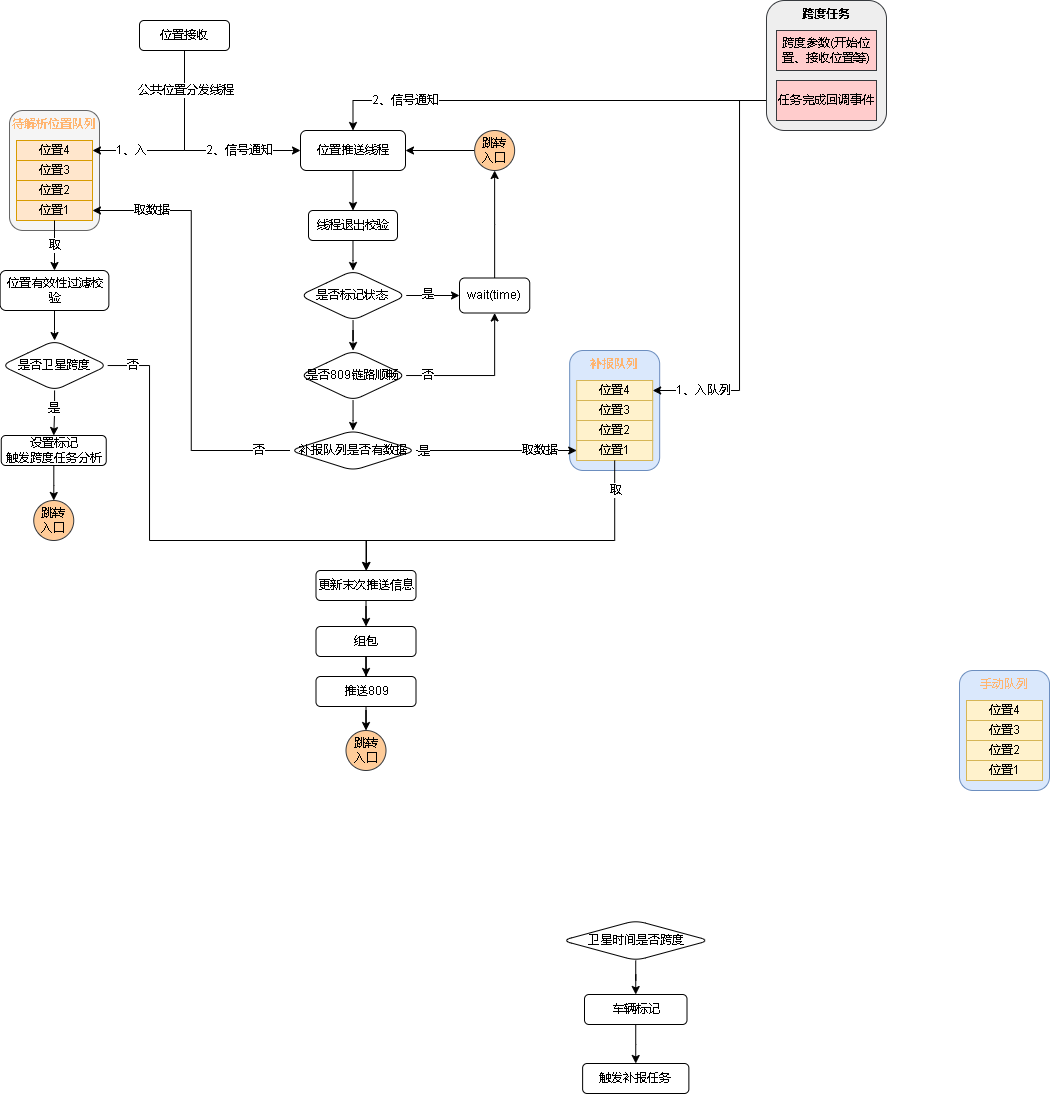 跨度任务
跨度参数(开始位
置、接收位置等)
任务完成回调事件
位置接收
公共位置分发线程
2、信号通知
待解析位置队列
位置4
位置3
位置2
位置1
1、入
2、信号通知
位置推送线程
跳转
入口
取数据
线程退出校验
取
位置有效性过滤校
验
是否标记状态
是
wait(time)
是否卫星跨度
否
是否809链路顺畅
否
补报队列
位置4
位置3
位置2
位置1
1、入队列
是
设置标记
触发跨度任务分析
否
补报队列是否有数据
是
取数据
取
跳转
入口
更新末次推送信息
组包
推送809
跳转
入口
手动队列
位置4
位置3
位置2
位置1
卫星时间是否跨度
车辆标记
触发补报任务